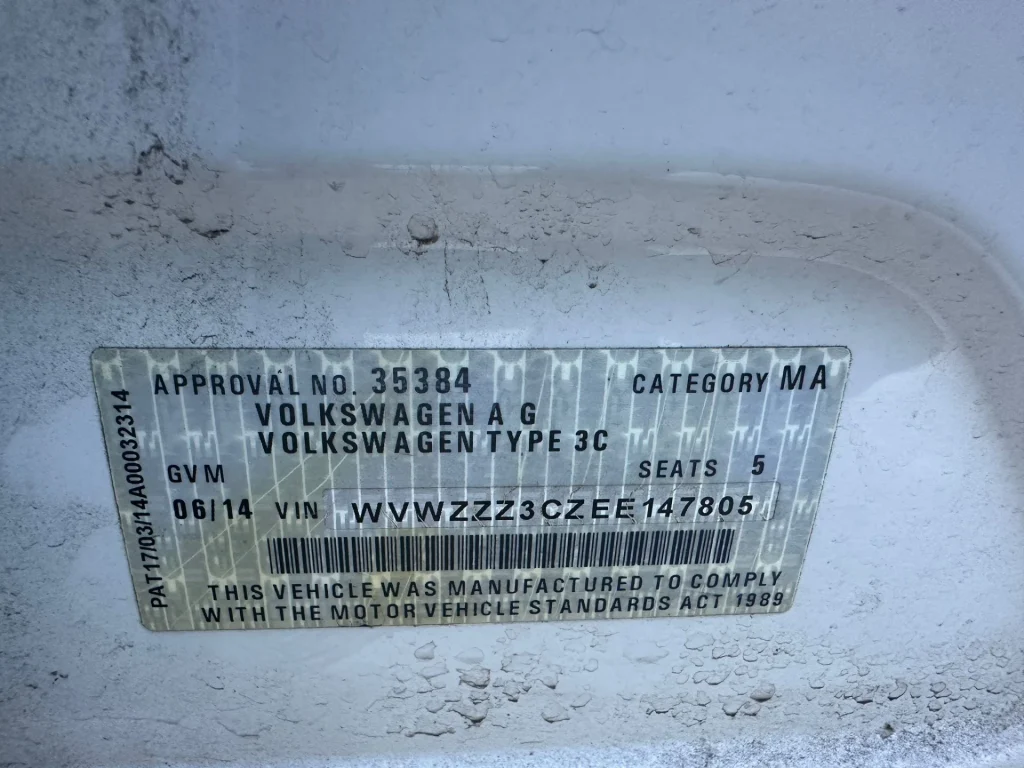 APPROVAL NO. 35384 CATEGORY MA
VOLKSWAGEN A G
VOLKSWAGEN TYPE 3C
GVM SEATS 5
06/14 VIN WVWZZZ3CZEE147805
THIS VEHICLE WAS MANUFACTURED TO COMPLY
WITH THE MOTOR VEHICLE STANDARDS ACT 1989
PAT17/03/14A00032314